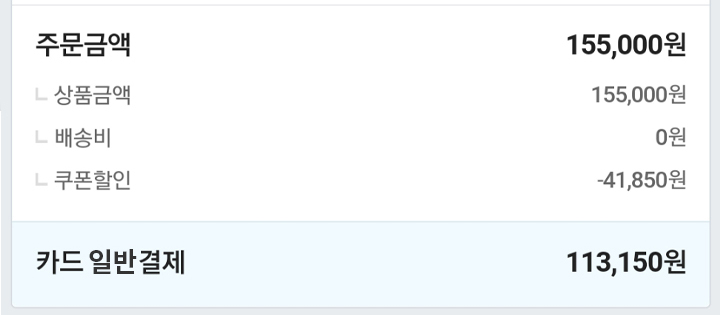 주문금액 155,000원
상품금액 155,000원
배송비 0원
쿠폰할인 -41,850원
카드 일반결제 113,150원